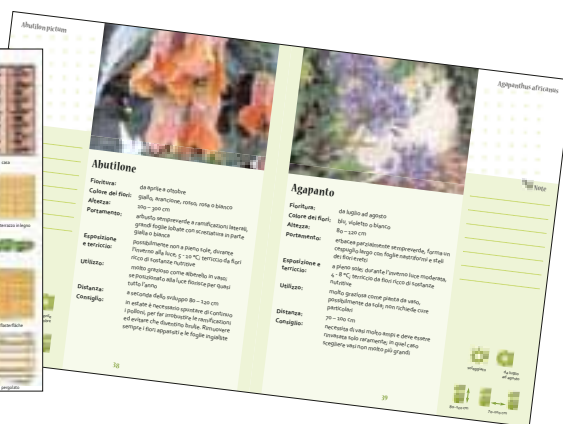 Abutilon pictum
Abutilone
Fioritura: da aprile a ottobre
Colore dei fiori: giallo, arancione, rosso, rosa o bianco
Altezza: 100 – 300 cm
Portamento: arbusto sempreverde a ramificazioni laterali,
grandi foglie lobate con screziatura in parte
gialla o bianca
Esposizione e terriccio: possibilmente non a pieno sole, durante
l'inverno alla luce, 5 - 10 °C; terriccio da fiori
ricco di sostanze nutritive
Utilizzo: molto grazioso come alberello in vaso;
se posizionato alla luce fiorisce per quasi
tutto l'anno
Distanza: a seconda dello sviluppo 80 – 120 cm
Consiglio: in estate è necessario spuntare di continuo
i polloni, per far irrobustire le ramificazioni
ed evitare che diventino brulle. Rimuovere
sempre i fiori appassiti e le foglie ingiallite
Agapanthus africanus
Agapanto
Fioritura: da luglio ad agosto
Colore dei fiori: blu, violetto o bianco
Altezza: 80 – 120 cm
Portamento: erbacea parzialmente sempreverde, forma un
cespuglio largo con foglie nastriformi e steli
dei fiori eretti
Esposizione e terriccio: a pieno sole; durante l'inverno luce moderata,
4 - 8 °C; terriccio da fiori ricco di sostanze
nutritive
Utilizzo: molto graziosa come pianta da vaso,
possibilmente da sola; non richiede cure
particolari
Distanza: 70 – 100 cm
Consiglio: necessita di vasi molto ampi e deve essere
rinvasata solo raramente; in quel caso
scegliere vasi non molto più grandi
pergolato